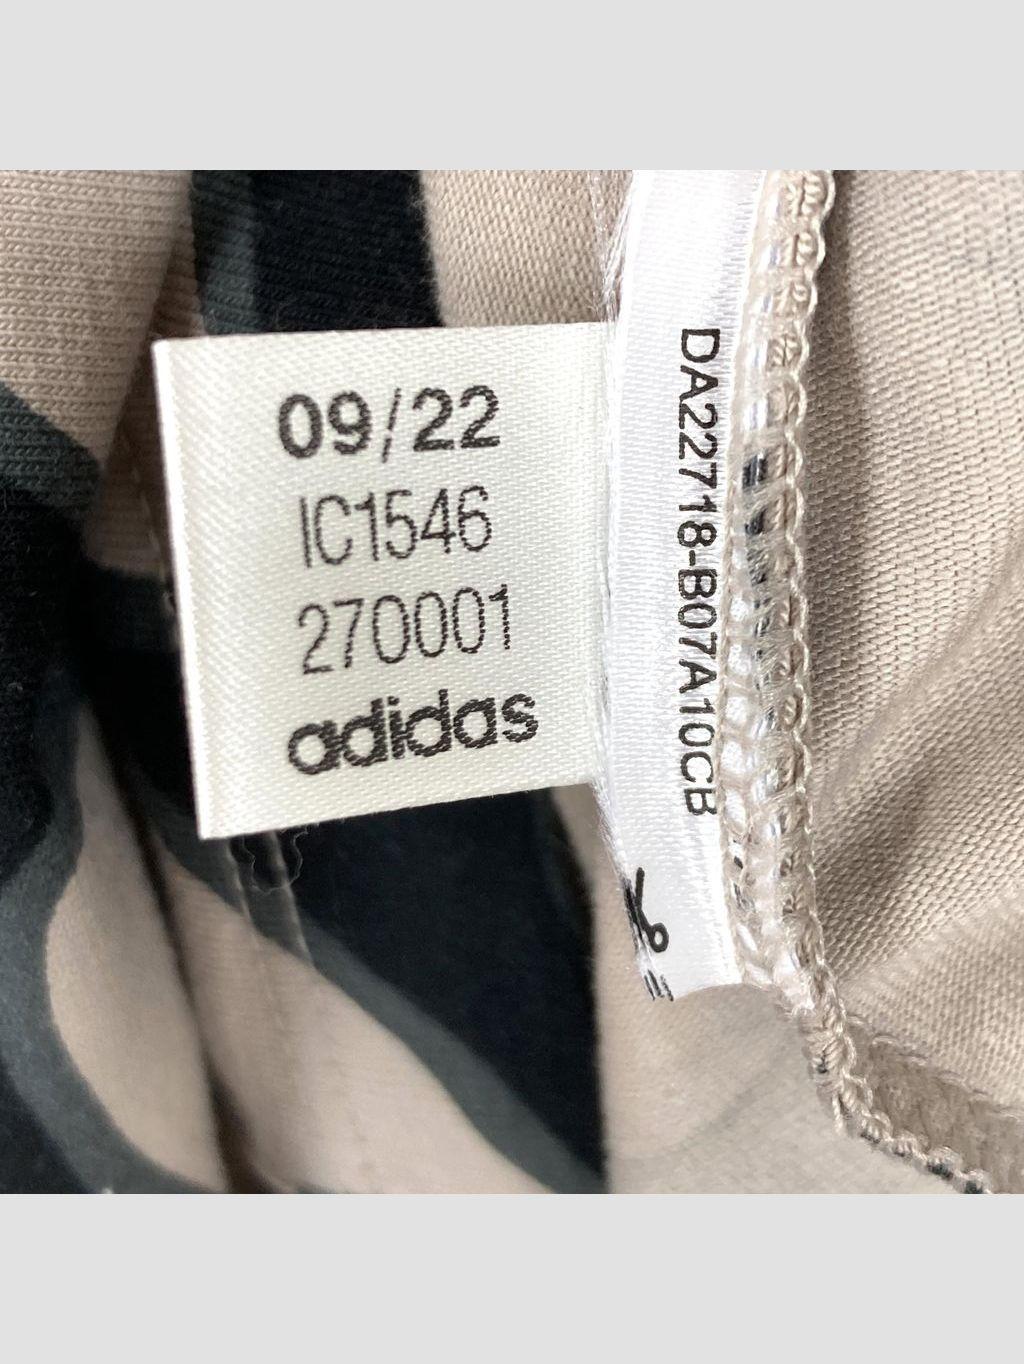 09/22
IC1546
270001
adidas
DA22718-B07A10CB